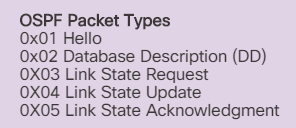 OSPF Packet Types
0x01 Hello
0x02 Database Description (DD)
0X03 Link State Request
0X04 Link State Update
0X05 Link State Acknowledgment